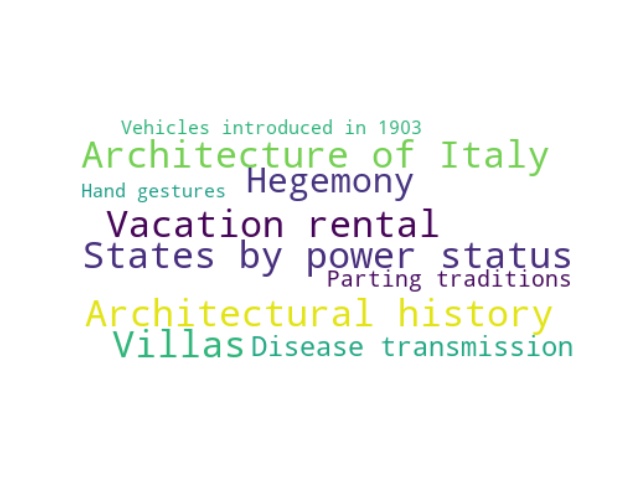 Vehicles introduced in 1903
Architecture of Italy
Hand gestures Hegemony
Vacation rental
States by power status
Parting traditions
Architectural history
Villas Disease transmission